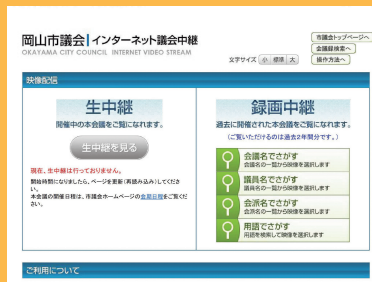 岡山市議会 インターネット議会中継
OKAYAMA CITY COUNCIL INTERNET VIDEO STREAM
文字サイズ 小 標準 大
市議会トップページへ
会議録検索へ
操作方法へ
映像配信
生中継
開催中の本会議をご覧になれます。
生中継を見る
現在、生中継は行っておりません。
開始時間になりましたら、ページを更新(再読み込み)してくださ
い。
本会議の開催日程は、市議会ホームページの会期日程をご覧くだ
さい。
録画中継
過去に開催された本会議をご覧になれます。
(ご覧いただけるのは過去2年間分です。)
会議名でさがす
会議名の一覧から映像を選択します
議員名でさがす
議員名の一覧から映像を選択します
会派名でさがす
会派名の一覧から映像を選択します
用語でさがす
用語を検索して映像を選択します
ご利用について